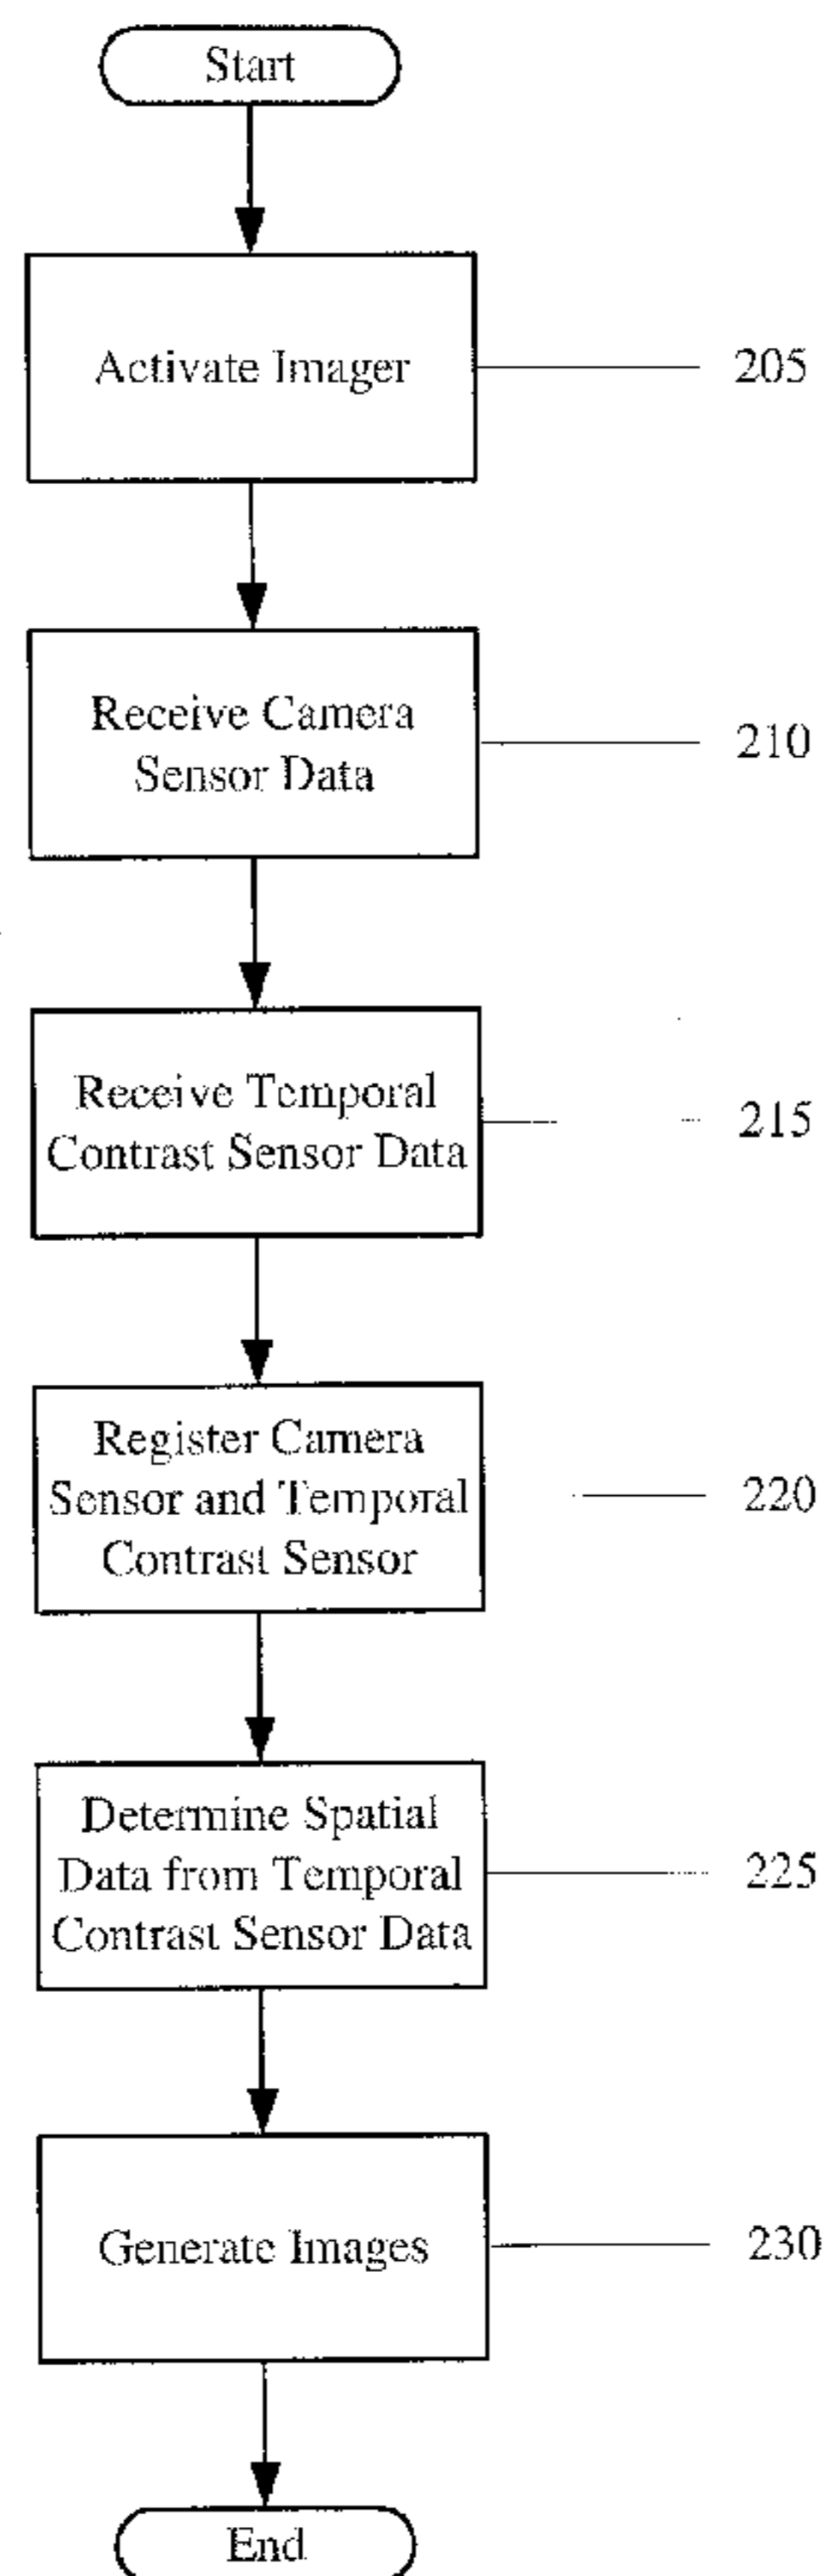 Start
Activate Imager
205
Receive Camera
Sensor Data
210
Receive Temporal
Contrast Sensor Data
215
Register Camera
Sensor and Temporal
Contrast Sensor
220
Determine Spatial
Data from Temporal
Contrast Sensor Data
225
Generate Images
230
End